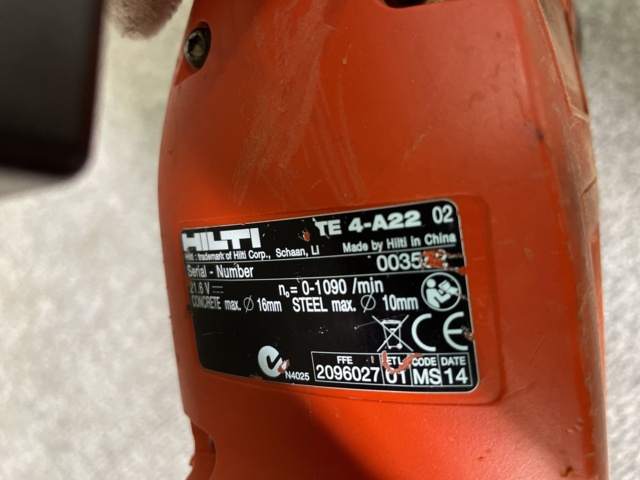 HILTI TE 4-A22 02
Hilti : trademark of Hilti Corp., Schaan, LI Made by Hilti in China
Serial - Number
21.6 V ⎓ n₀= 0-1090 /min
CONCRETE max. Ø 16mm STEEL max. Ø 10mm
CE
N4025
FFE ETL CODE DATE
2096027 01 MS 14